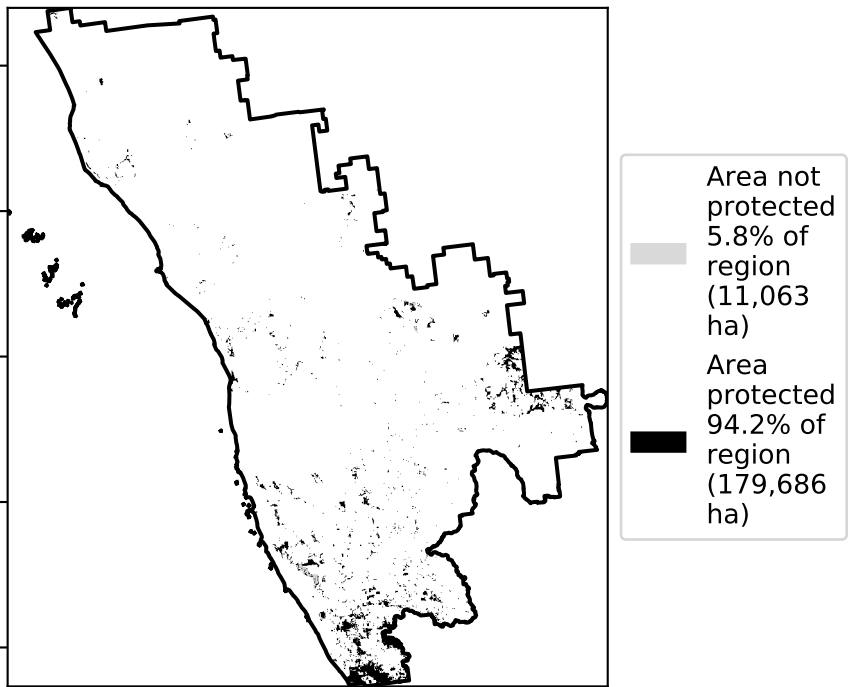 Area not
protected
5.8% of
region
(11,063
ha)
Area
protected
94.2% of
region
(179,686
ha)